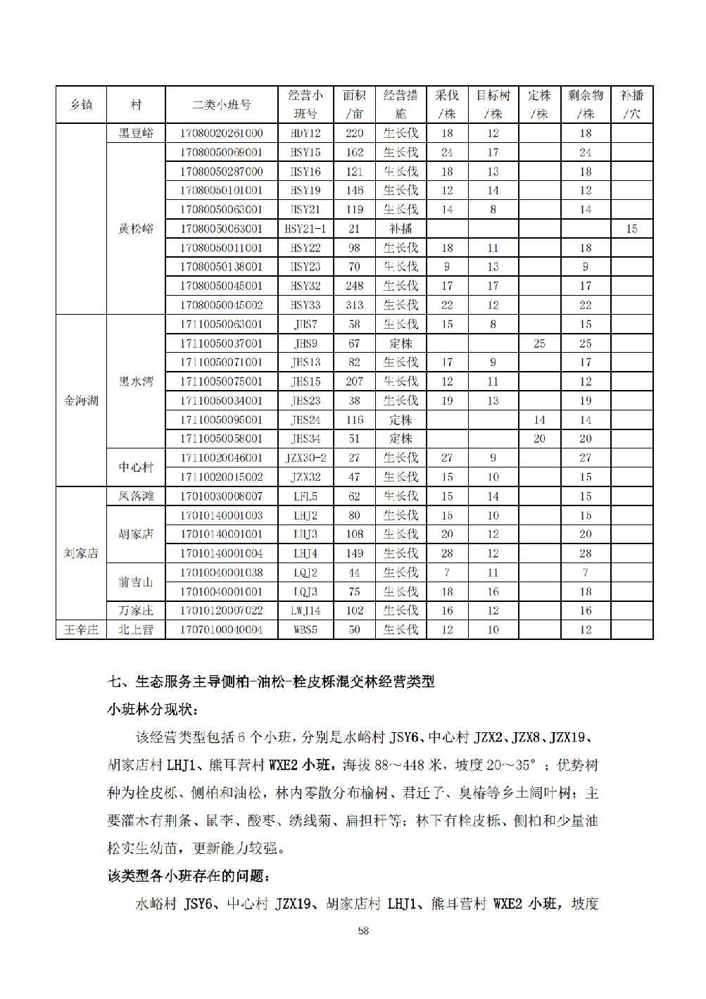 乡镇 村 二类小班号 经营小班号 面积/亩 经营措施 采伐/株 目标树/株 定株/株 剩余物/株 补播/穴
黑豆峪 17080020261000 HDY12 220 生长伐 18 12 18
黄松峪 17080050069001 HSY15 162 生长伐 24 17 24
17080050287000 HSY16 121 生长伐 18 13 18
17080050101001 HSY19 146 生长伐 12 14 12
17080050063001 HSY21 119 生长伐 14 8 14
17080050063001 HSY21-1 21 补播 15
17080050011001 HSY22 98 生长伐 18 11 18
17080050138001 HSY23 70 生长伐 9 13 9
17080050045001 HSY32 248 生长伐 17 17 17
17080050045002 HSY33 313 生长伐 22 12 22
金海湖 黑水湾 17110050063001 JHS7 58 生长伐 15 8 15
17110050037001 JHS9 67 定株 25 25
17110050071001 JHS13 82 生长伐 17 9 17
17110050075001 JHS15 207 生长伐 12 11 12
17110050034001 JHS23 38 生长伐 19 13 19
17110050095001 JHS24 116 定株 14 14
17110050058001 JHS34 51 定株 20 20
中心村 17110020046001 JZX30-2 27 生长伐 27 9 27
17110020015002 JZX32 47 生长伐 15 10 15
刘家店 凤落滩 17010030008007 LFL5 62 生长伐 15 14 15
胡家店 17010140001003 LHJ2 80 生长伐 15 10 15
17010140001001 LHJ3 108 生长伐 20 12 20
17010140001004 LHJ4 149 生长伐 28 12 28
前吉山 17010040001038 LQJ2 44 生长伐 7 11 7
17010040001001 LQJ3 75 生长伐 18 16 18
万家庄 17010120007022 LWJ14 102 生长伐 16 12 16
王辛庄 北上营 17070100040004 WBS5 50 生长伐 12 10 12
七、生态服务主导侧柏-油松-栓皮栎混交林经营类型
小班林分现状：
该经营类型包括 6 个小班，分别是水峪村 JSY6、中心村 JZX2、JZX8、JZX19、
胡家店村 LHJ1、熊耳营村 WXE2 小班，海拔 88～448 米，坡度 20～35°；优势树
种为栓皮栎、侧柏和油松，林内零散分布榆树、君迁子、臭椿等乡土阔叶树；主
要灌木有荆条、鼠李、酸枣、绣线菊、扁担秆等；林下有栓皮栎、侧柏和少量油
松实生幼苗，更新能力较强。
该类型各小班存在的问题：
水峪村 JSY6、中心村 JZX19、胡家店村 LHJ1、熊耳营村 WXE2 小班，坡度
58